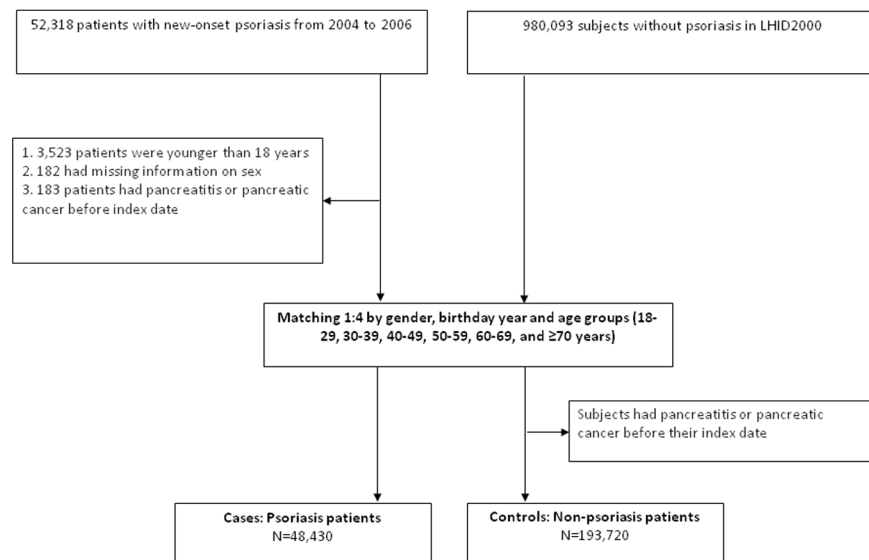 52,318 patients with new-onset psoriasis from 2004 to 2006
980,093 subjects without psoriasis in LHID2000
1. 3,523 patients were younger than 18 years
2. 182 had missing information on sex
3. 183 patients had pancreatitis or pancreatic
cancer before index date
Matching 1:4 by gender, birthday year and age groups (18-
29, 30-39, 40-49, 50-59, 60-69, and ≥70 years)
Subjects had pancreatitis or pancreatic
cancer before their index date
Cases: Psoriasis patients
N=48,430
Controls: Non-psoriasis patients
N=193,720